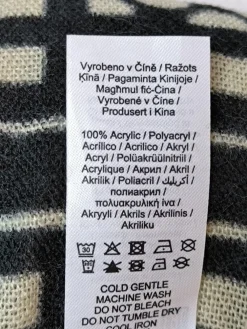 Vyrobeno v Číně / Ražots
Ķīnā / Pagaminta Kinijoje /
Magħmul fiċ-Ċina /
Vyrobené v Číne /
Produsert i Kina
100% Acrylic / Polyacryl /
Acrílico / Acrilico / Akryl /
Acryl / Polüakrüülnitriil /
Acrylique / Акрил / Akril /
Akrilik / Poliacril / أكريليك /
полиакрил /
πολυακρυλική ίνα /
Akryyli / Akrils / Akrilinis /
Akriliku
30
COLD GENTLE
MACHINE WASH
DO NOT BLEACH
DO NOT TUMBLE DRY
COOL IRON